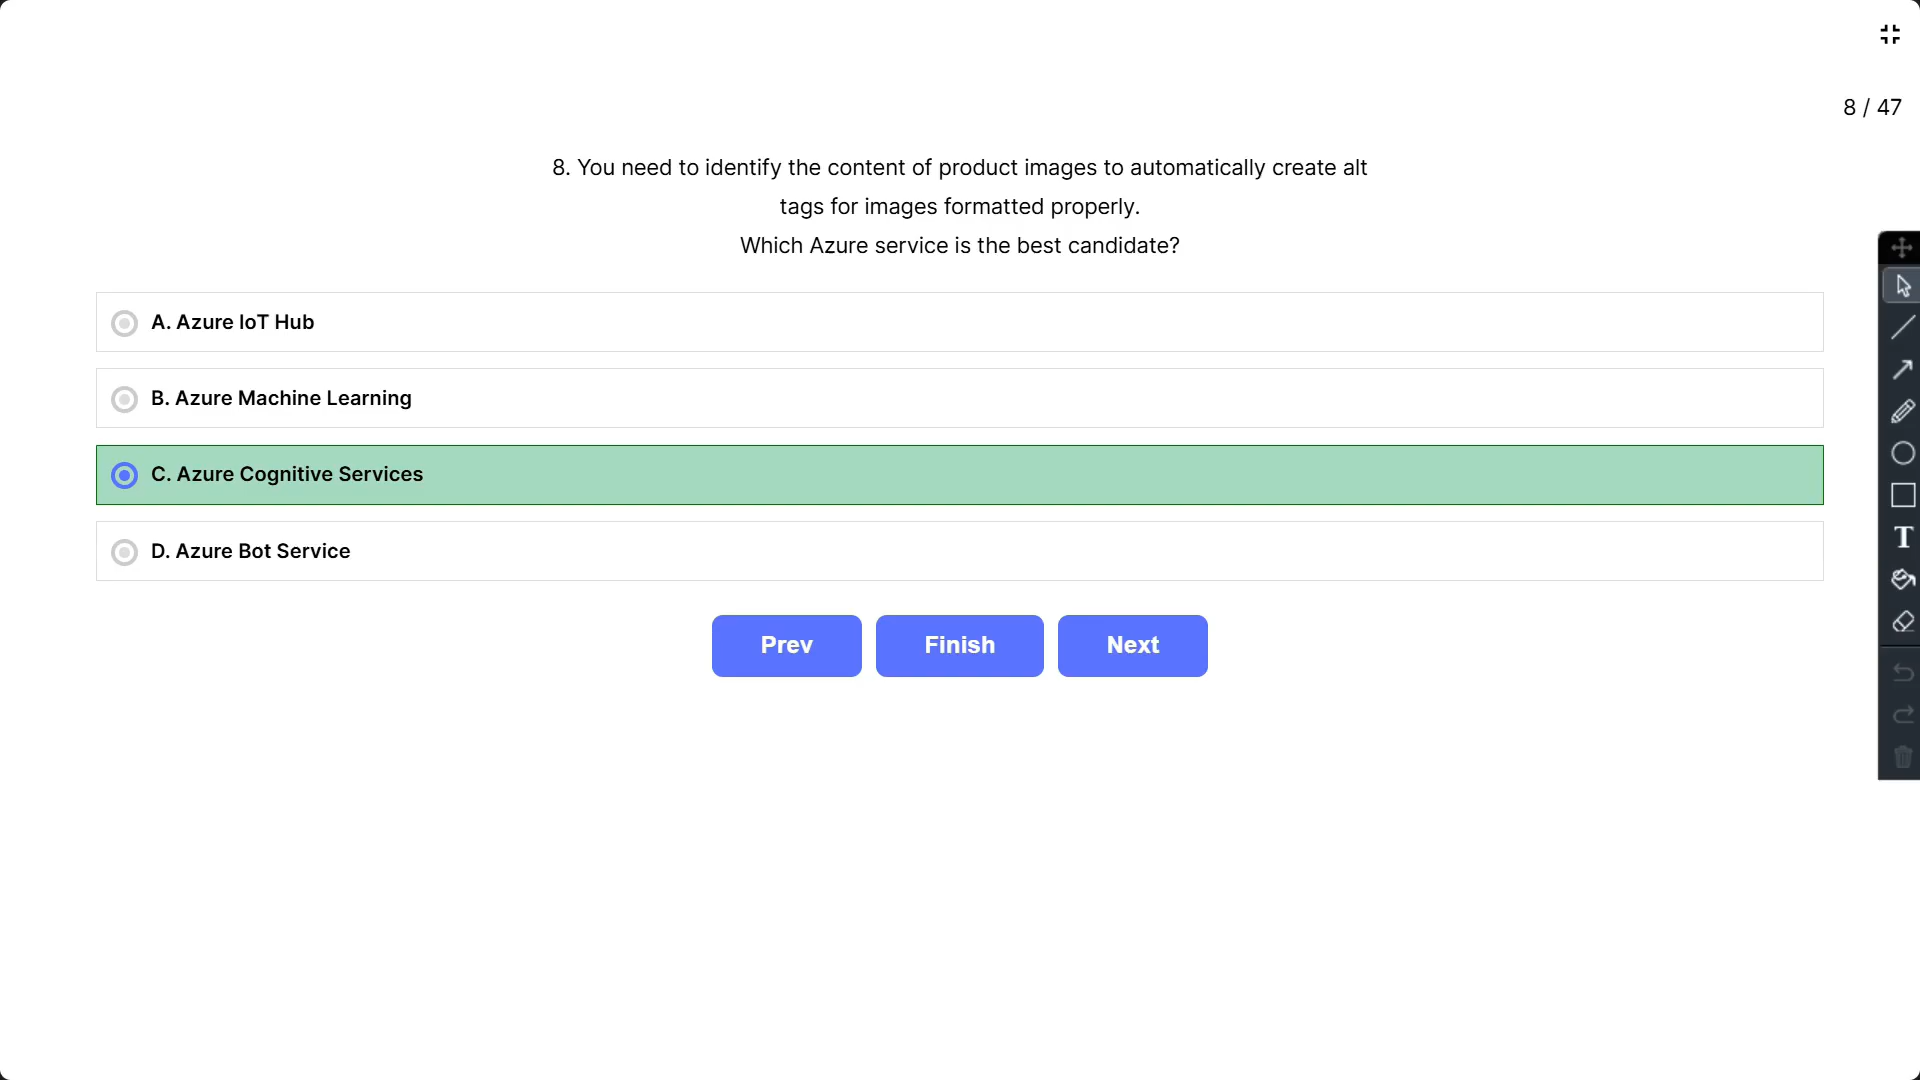 8 / 47
8. You need to identify the content of product images to automatically create alt
tags for images formatted properly.
Which Azure service is the best candidate?
A. Azure IoT Hub
B. Azure Machine Learning
C. Azure Cognitive Services
D. Azure Bot Service
Prev Finish Next
T